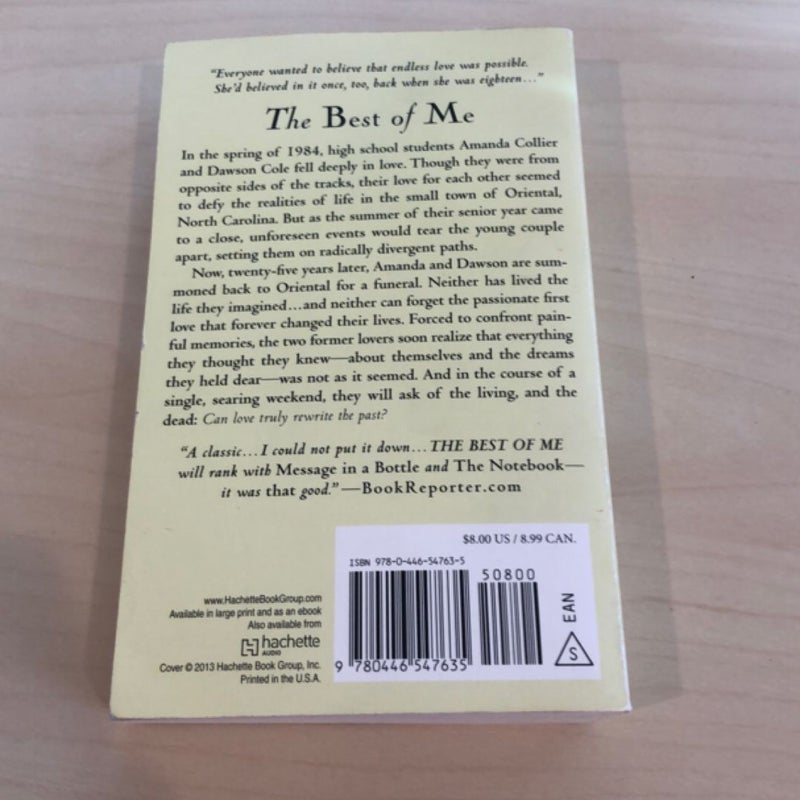 "Everyone wanted to believe that endless love was possible.
She'd believed in it once, too, back when she was eighteen..."
The Best of Me
In the spring of 1984, high school students Amanda Collier
and Dawson Cole fell deeply in love. Though they were from
opposite sides of the tracks, their love for each other seemed
to defy the realities of life in the small town of Oriental,
North Carolina. But as the summer of their senior year came
to a close, unforeseen events would tear the young couple
apart, setting them on radically divergent paths.
Now, twenty-five years later, Amanda and Dawson are sum-
moned back to Oriental for a funeral. Neither has lived the
life they imagined...and neither can forget the passionate first
love that forever changed their lives. Forced to confront pain-
ful memories, the two former lovers soon realize that everything
they thought they knew—about themselves and the dreams
they held dear—was not as it seemed. And in the course of a
single, searing weekend, they will ask of the living, and the
dead: Can love truly rewrite the past?
"A classic...I could not put it down...THE BEST OF ME
will rank with Message in a Bottle and The Notebook—
it was that good."—BookReporter.com
$8.00 US / 8.99 CAN.
ISBN 978-0-446-54763-5
50800
EAN
S
9 780446 547635
www.HachetteBookGroup.com
Available in large print and as an ebook
Also available from
hachette
AUDIO
Cover © 2013 Hachette Book Group, Inc.
Printed in the U.S.A.